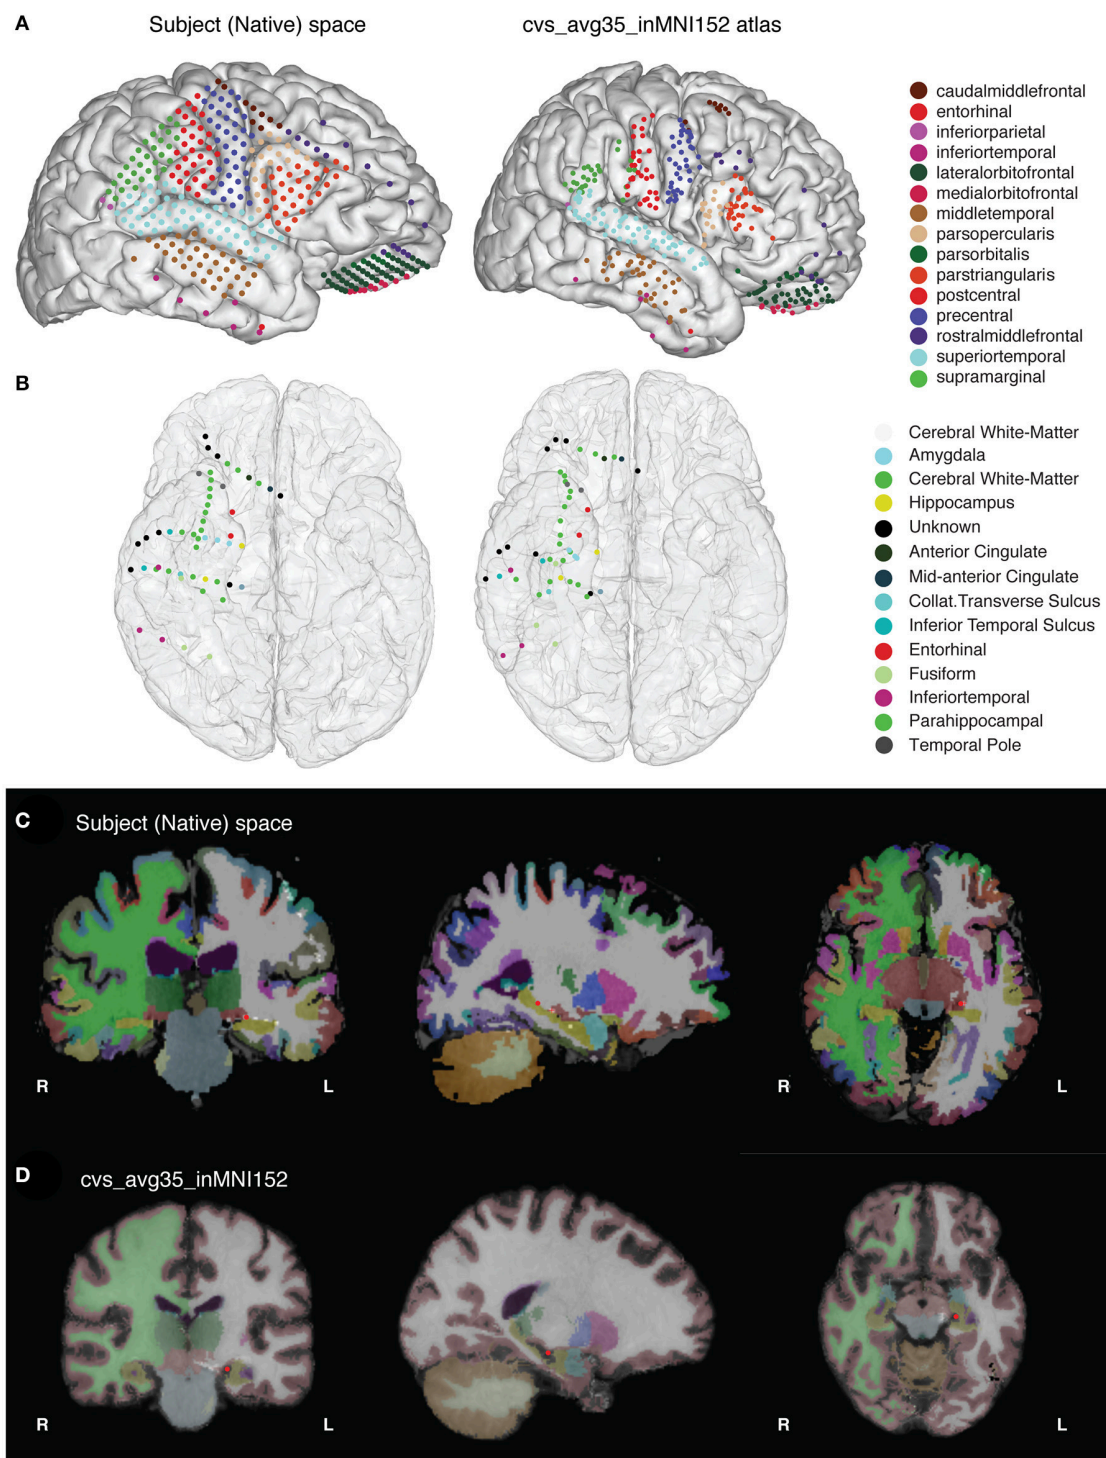 A
Subject (Native) space
cvs_avg35_inMNI152 atlas
caudalmiddlefrontal
entorhinal
inferiorparietal
inferiortemporal
lateralorbitofrontal
medialorbitofrontal
middletemporal
parsopercularis
parsorbitalis
parstriangularis
postcentral
precentral
rostralmiddlefrontal
superiortemporal
supramarginal
B
Cerebral White-Matter
Amygdala
Cerebral White-Matter
Hippocampus
Unknown
Anterior Cingulate
Mid-anterior Cingulate
Collat.Transverse Sulcus
Inferior Temporal Sulcus
Entorhinal
Fusiform
Inferiortemporal
Parahippocampal
Temporal Pole
C
Subject (Native) space
R L R L
D
cvs_avg35_inMNI152
R L R L